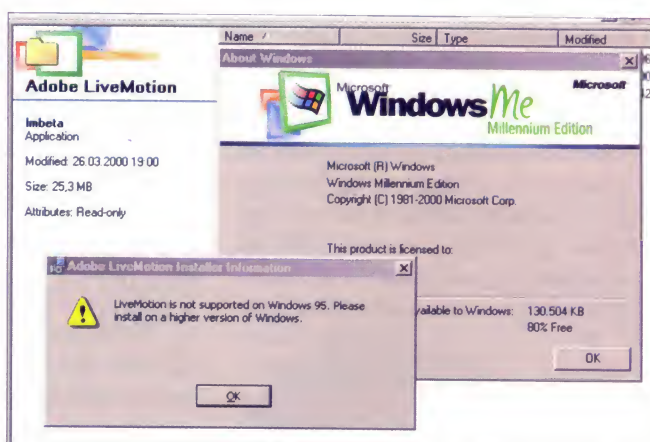 Name
Size
Type
Modified
Adobe LiveMotion
lmbeta
Application
Modified: 26.03.2000 19:00
Size: 25,3 MB
Attributes: Read-only
About Windows
Microsoft
Microsoft
Windows Me
Millennium Edition
Microsoft (R) Windows
Windows Millennium Edition
Copyright (C) 1981-2000 Microsoft Corp.
This product is licensed to:
vailable to Windows: 130.504 KB
80% Free
OK
Adobe LiveMotion Installer Information
LiveMotion is not supported on Windows 95. Please
install on a higher version of Windows.
OK